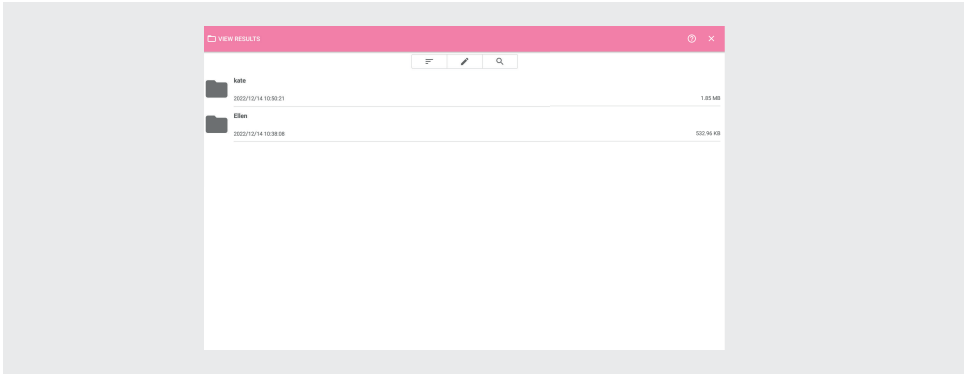 VIEW RESULTS
kate
2022/12/14 10:50:21
1.85 MB
Ellen
2022/12/14 10:38:08
532.96 KB